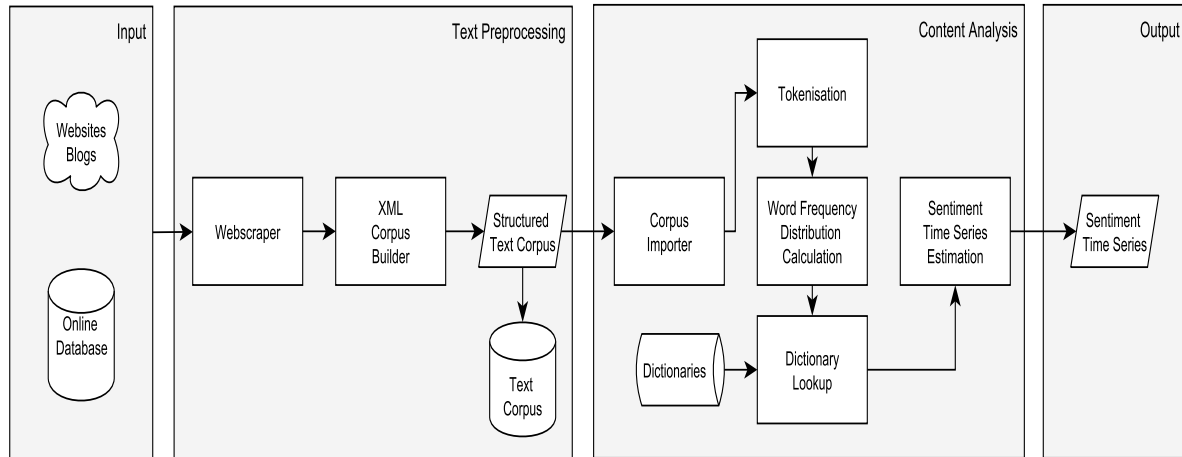 Input
Websites
Blogs
Online
Database
Text Preprocessing
Webscraper
XML
Corpus
Builder
Structured
Text Corpus
Text
Corpus
Content Analysis
Corpus
Importer
Tokenisation
Word Frequency
Distribution
Calculation
Dictionaries
Dictionary
Lookup
Sentiment
Time Series
Estimation
Output
Sentiment
Time Series